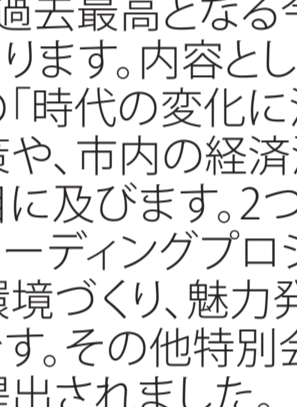 過去最高となる
ります。内容とし
の「時代の変化に
策や、市内の経済
に及びます。2つ
ーディングプロジ
環境づくり、魅力発
す。その他特別会
提出されました。